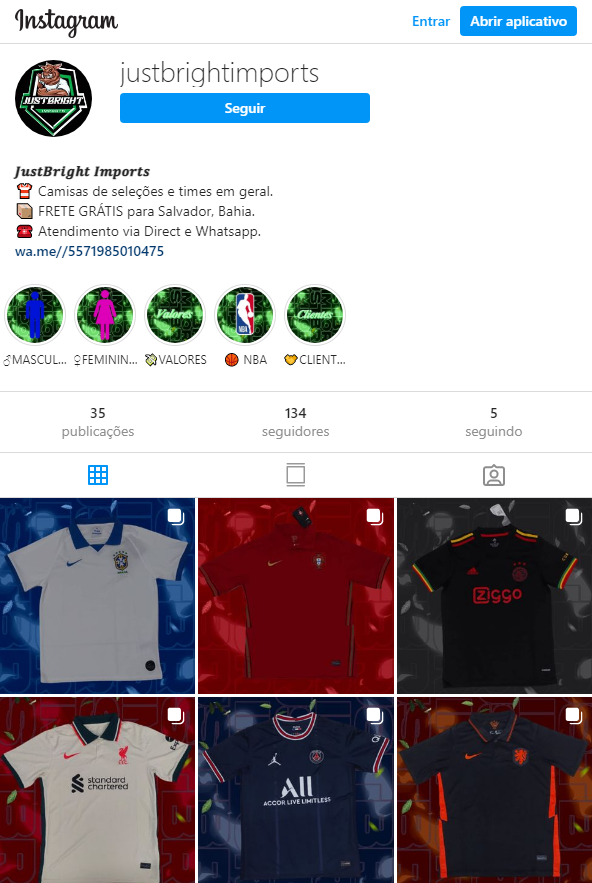 Instagram
Entrar
Abrir aplicativo
JUSTBRIGHT
IMPORTS
justbrightimports
Seguir
JustBright Imports
Camisas de seleções e times em geral.
FRETE GRÁTIS para Salvador, Bahia.
Atendimento via Direct e Whatsapp.
wa.me//5571985010475
Valores
NBA
Clientes
♂MASCUL...
♀FEMININ...
VALORES
NBA
CLIENT...
35
publicações
134
seguidores
5
seguindo
Ziggo
standard
chartered
All
ACCOR LIVE LIMITLESS